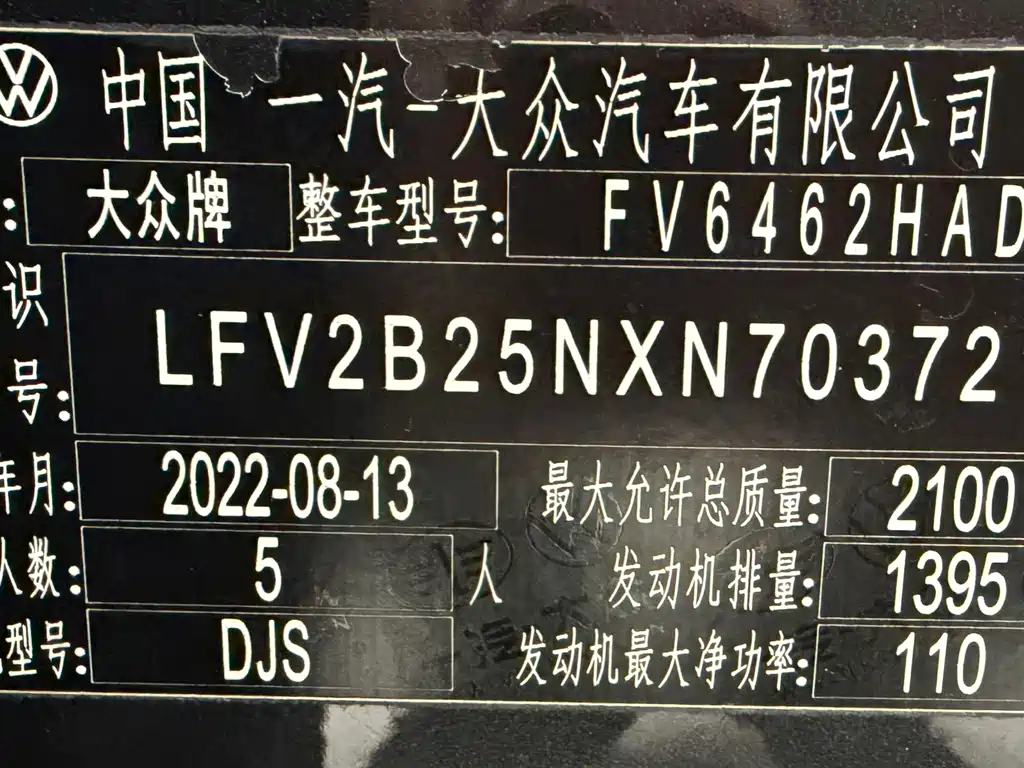 中国 一汽-大众汽车有限公司
: 大众牌 整车型号: FV6462HAD
识
LFV2B25NXN70372
号:
年月: 2022-08-13 最大允许总质量: 2100
人数: 5 人 发动机排量: 1395
型号: DJS 发动机最大净功率: 110